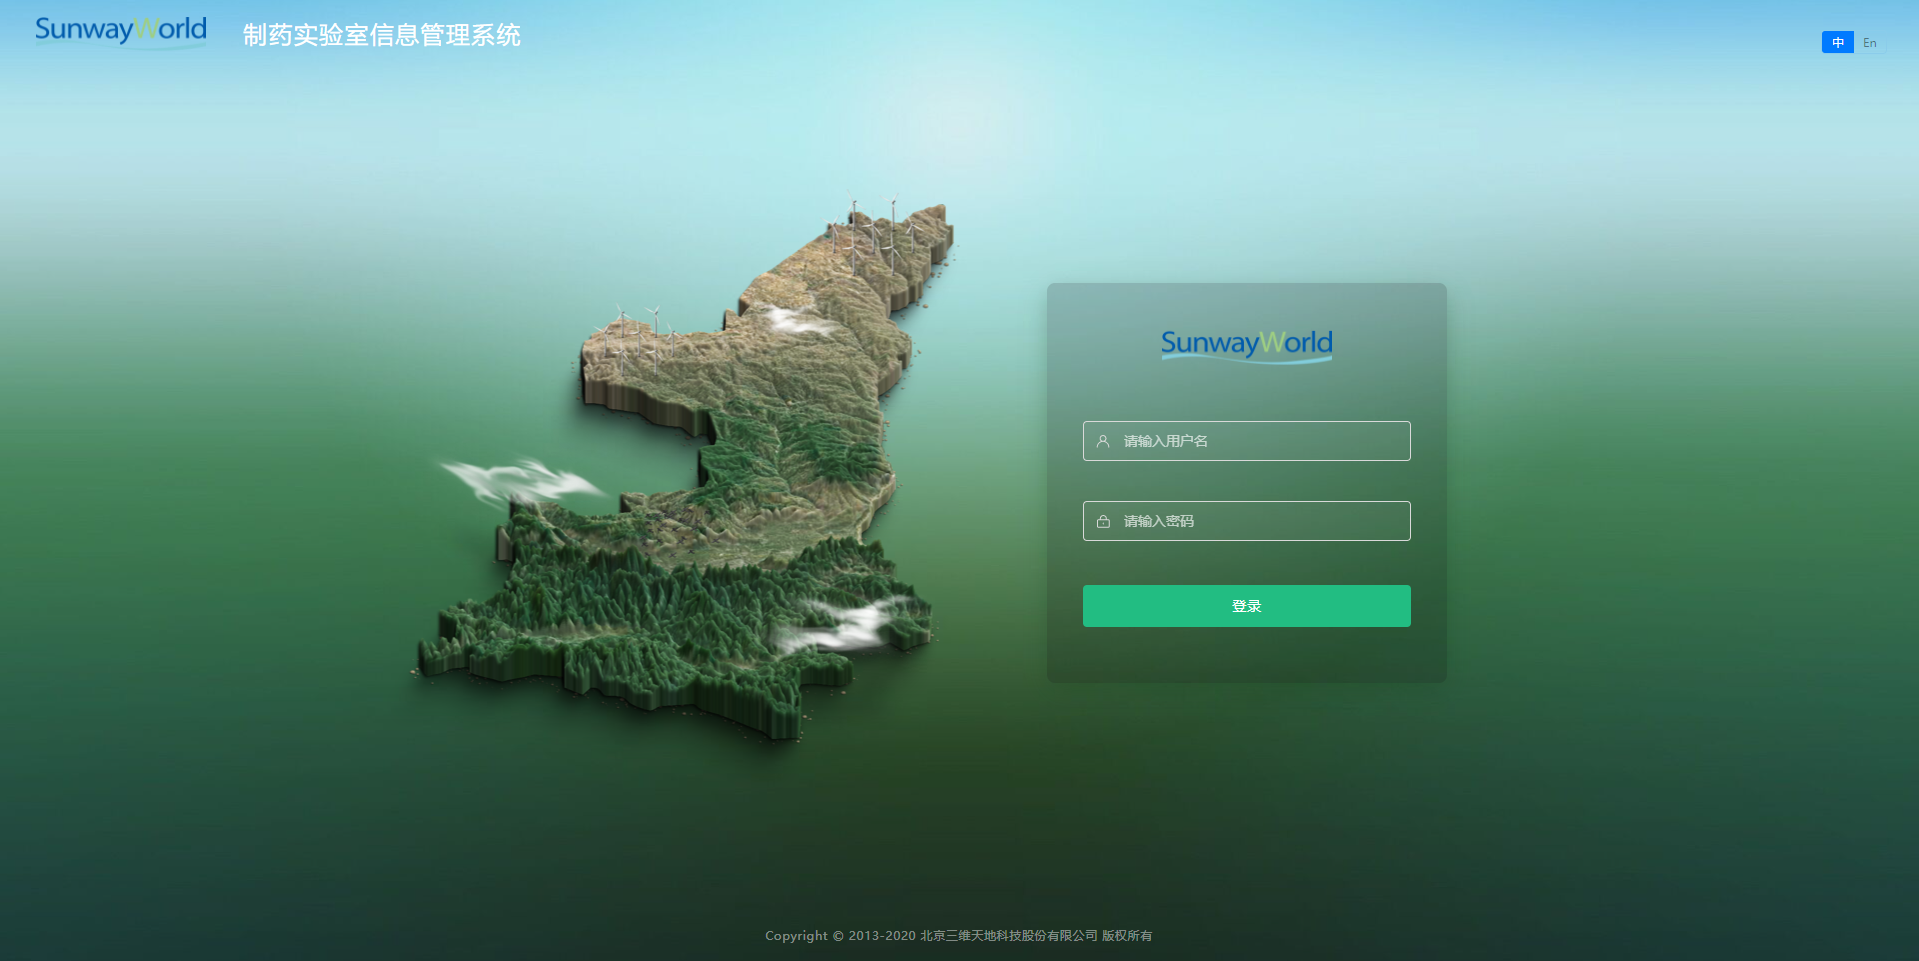 SunwayWorld 制药实验室信息管理系统
中 En
SunwayWorld
请输入用户名
请输入密码
登录
Copyright © 2013-2020 北京三维天地科技股份有限公司 版权所有